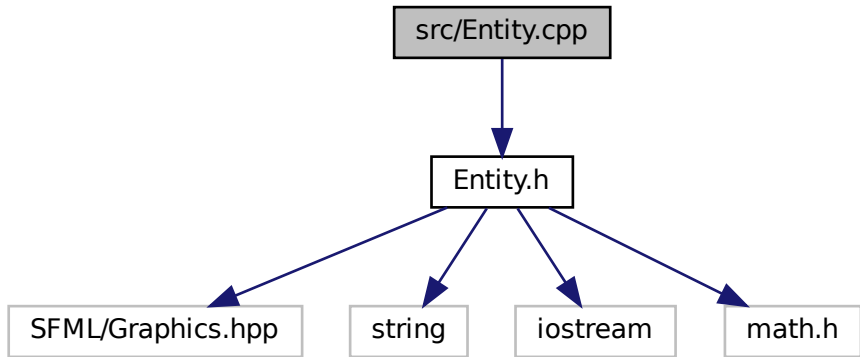 src/Entity.cpp
Entity.h
SFML/Graphics.hpp
string
iostream
math.h